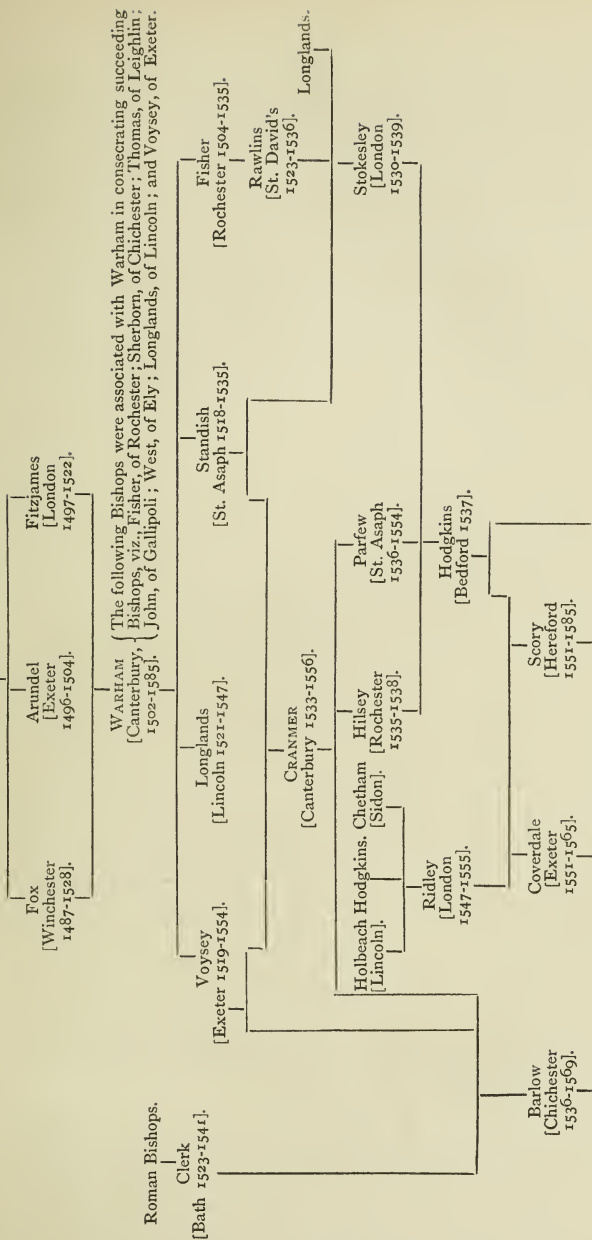 Fox
[Winchester
1487-1528].
Arundel
[Exeter
1496-1504].
Fitzjames
[London
1497-1522].
WARHAM
[Canterbury,
1502-1585].
{ The following Bishops were associated with Warham in consecrating succeeding
Bishops, viz., Fisher, of Rochester; Sherborn, of Chichester; Thomas, of Leighlin;
John, of Gallipoli; West, of Ely; Longlands, of Lincoln; and Voysey, of Exeter.
Roman Bishops.
Clerk
[Bath 1523-1541].
Voysey
[Exeter 1519-1554].
Longlands
[Lincoln 1521-1547].
Standish
[St. Asaph 1518-1535].
Fisher
[Rochester 1504-1535].
Rawlins
[St. David's
1523-1536].
Longlands.
CRANMER
[Canterbury 1533-1556].
Holbeach Hodgkins. Chetham
[Lincoln]. [Sidon].
Ridley
[London
1547-1555].
Hilsey
[Rochester
1535-1538].
Parfew
[St. Asaph
1536-1554].
Stokesley
[London
1530-1539].
Hodgkins
[Bedford 1537].
Barlow
[Chichester
1536-1569].
Coverdale
[Exeter
1551-1565].
Scory
[Hereford
1551-1585].